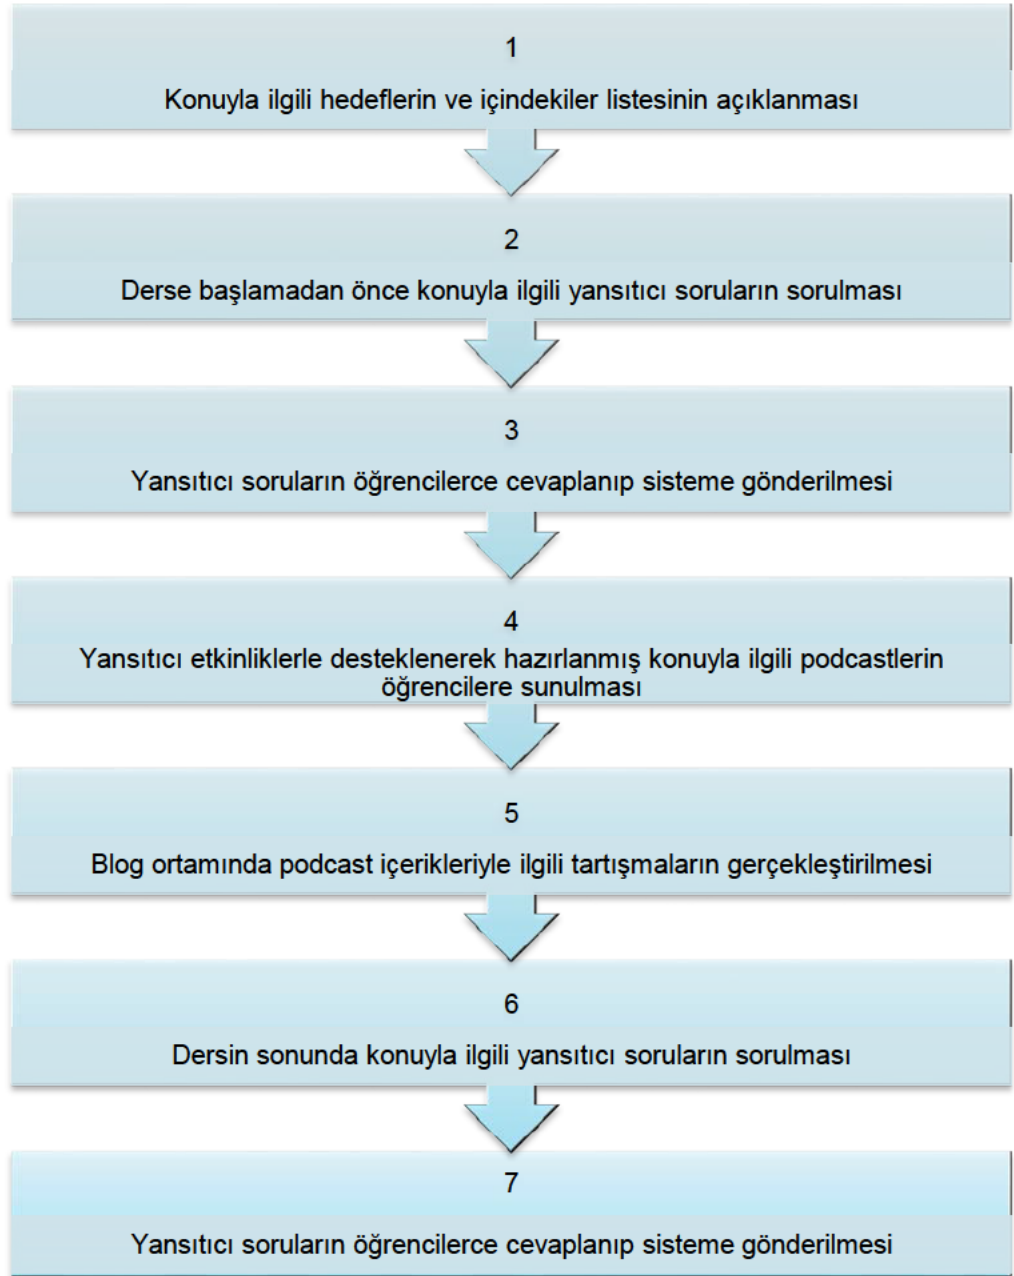 1
Konuyla ilgili hedeflerin ve içindekiler listesinin açıklanması
2
Derse başlamadan önce konuyla ilgili yansıtıcı soruların sorulması
3
Yansıtıcı soruların öğrencilerce cevaplanıp sisteme gönderilmesi
4
Yansıtıcı etkinliklerle desteklenerek hazırlanmış konuyla ilgili podcastlerin
öğrencilere sunulması
5
Blog ortamında podcast içerikleriyle ilgili tartışmaların gerçekleştirilmesi
6
Dersin sonunda konuyla ilgili yansıtıcı soruların sorulması
7
Yansıtıcı soruların öğrencilerce cevaplanıp sisteme gönderilmesi